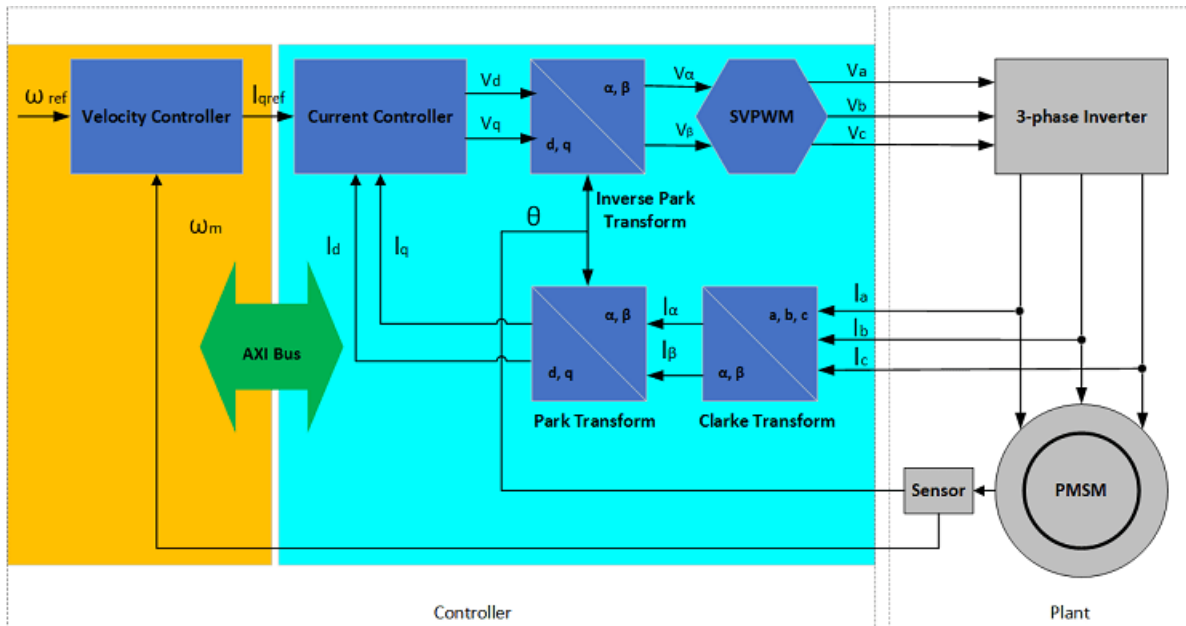 ω ref
Velocity Controller
Iqref
Current Controller
Vd
Vq
α, β
d, q
Inverse Park
Transform
Vα
Vβ
SVPWM
Va
Vb
Vc
3-phase Inverter
ωm
Id
Iq
θ
AXI Bus
α, β
d, q
Park Transform
Iα
Iβ
a, b, c
α, β
Clarke Transform
Ia
Ib
Ic
Sensor
PMSM
Controller
Plant